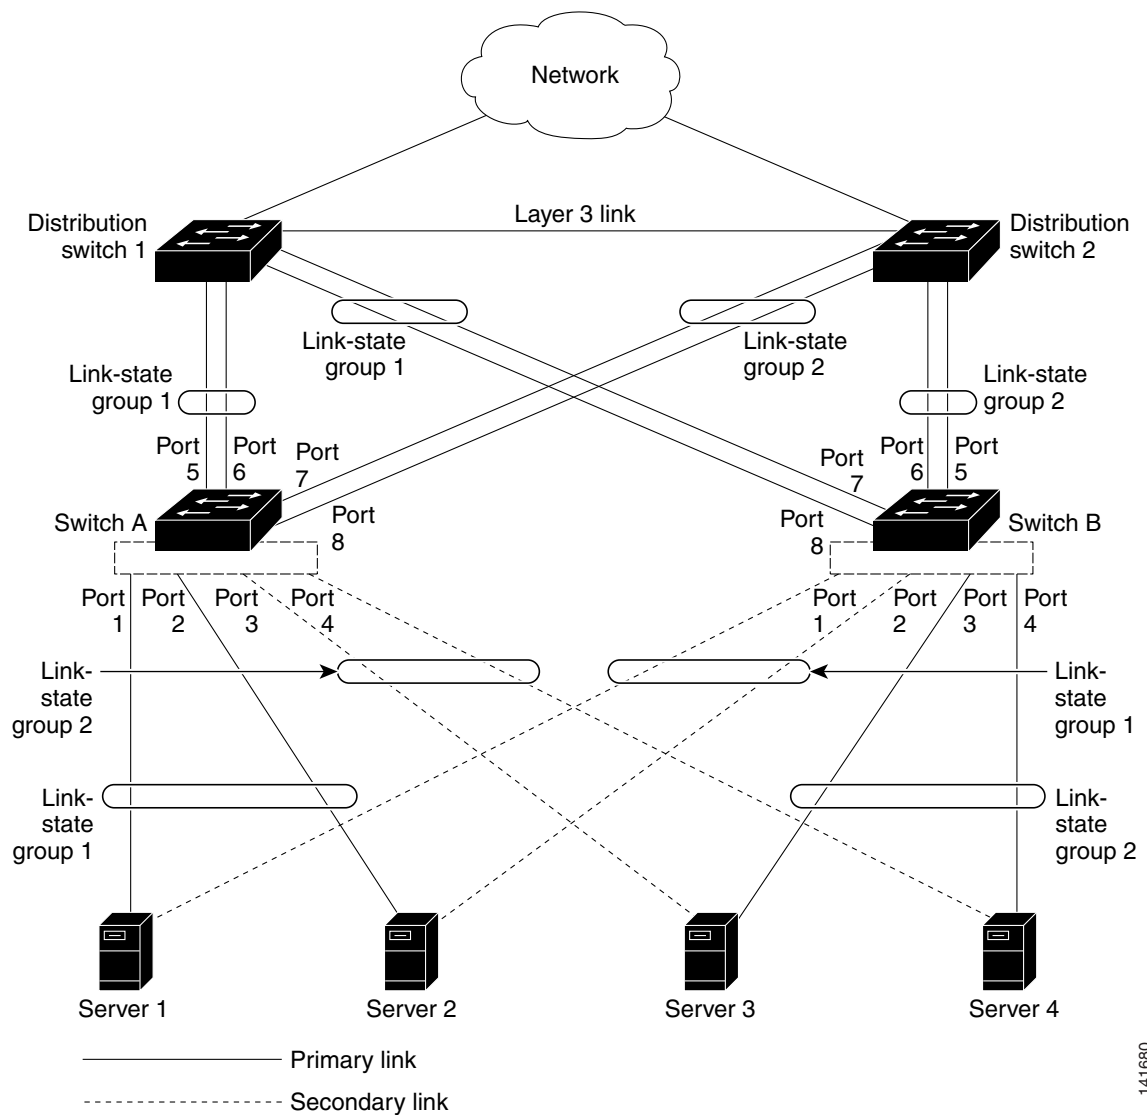 Network
Layer 3 link
Distribution
switch 1
Distribution
switch 2
Link-state
group 1
Link-state
group 2
Link-state
group 1
Link-state
group 2
Port
5
Port
6
Port
7
Port
8
Port
7
Port
6
Port
5
Port
8
Switch A
Switch B
Port
1
Port
2
Port
3
Port
4
Port
1
Port
2
Port
3
Port
4
Link-
state
group 2
Link-
state
group 1
Link-
state
group 1
Link-
state
group 2
Server 1
Server 2
Server 3
Server 4
Primary link
Secondary link
141680